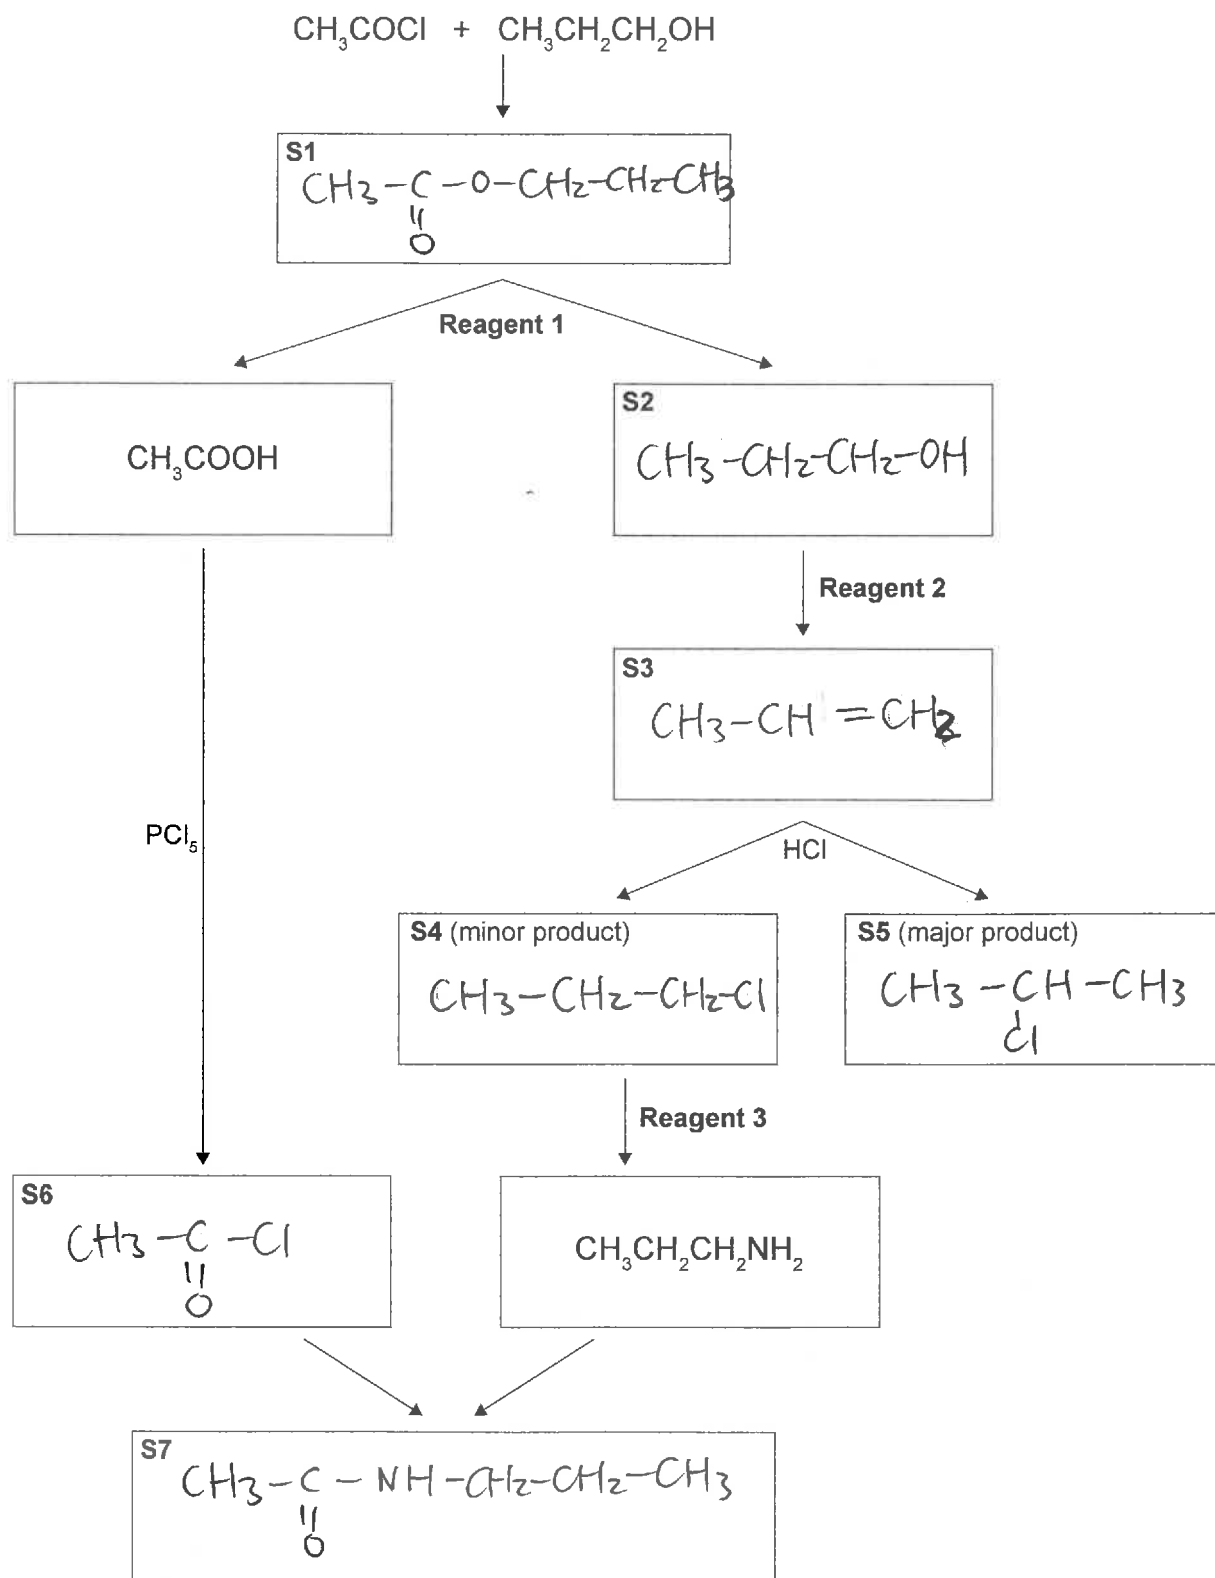 CH₃COCl + CH₃CH₂CH₂OH
S1
CH₃-C-O-CH₂-CH₂-CH₃
O
Reagent 1
CH₃COOH
S2
CH₃-CH₂-CH₂-OH
Reagent 2
S3
CH₃-CH=CH₂
PCl₅
HCl
S4 (minor product)
CH₃-CH₂-CH₂-Cl
S5 (major product)
CH₃-CH-CH₃
Cl
Reagent 3
S6
CH₃-C-Cl
O
CH₃CH₂CH₂NH₂
S7
CH₃-C-NH-CH₂-CH₂-CH₃
O